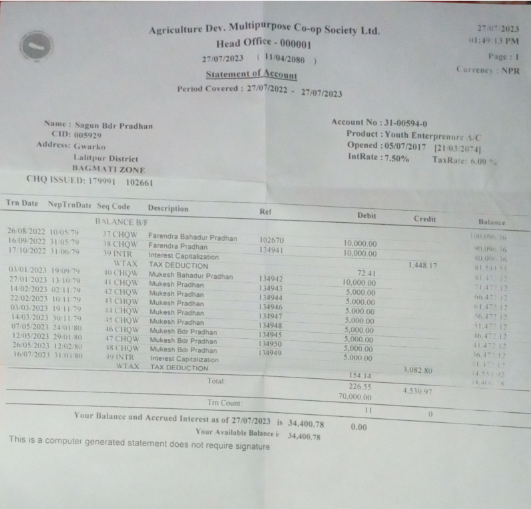 Agriculture Dev. Multipurpose Co-op Society Ltd.
Head Office - 000001
27/07/2023 ( 11/04/2080 )
Statement of Account
Period Covered : 27/07/2022 - 27/07/2023
27/07/2023
01:49:13 PM
Page : 1
Currency : NPR
Name : Sagun Bdr Pradhan
CID: 005929
Address: Gwarko
Lalitpur District
BAGMATI ZONE
CHQ ISSUED: 179991 102661
Account No : 31-00594-0
Product : Youth Enterprenure A/C
Opened : 05/07/2017 [21/03/2074]
IntRate : 7.50% TaxRate: 6.00 %
Trn Date NepTrnDate Seq Code Description Ref Debit Credit Balance
BALANCE B/F
26/08/2022 10/05/79 37 CHQW Farendra Bahadur Pradhan 102670 10,000.00
16/09/2022 31/05/79 38 CHQW Farendra Pradhan 134941 10,000.00
17/10/2022 31/06/79 39 INTR Interest Capitalization 1,448.17
WTAX TAX DEDUCTION 72.41
03/01/2023 19/09/79 40 CHQW Mukesh Bahadur Pradhan 134942 10,000.00
27/01/2023 13/10/79 41 CHQW Mukesh Pradhan 134943 5,000.00
14/02/2023 02/11/79 42 CHQW Mukesh Pradhan 134944 5,000.00
22/02/2023 10/11/79 43 CHQW Mukesh Pradhan 134946 5,000.00
03/03/2023 19/11/79 44 CHQW Mukesh Pradhan 134947 5,000.00
14/03/2023 30/11/79 45 CHQW Mukesh Pradhan 134948 5,000.00
07/05/2023 24/01/80 46 CHQW Mukesh Bdr Pradhan 134945 5,000.00
12/05/2023 29/01/80 47 CHQW Mukesh Bdr Pradhan 134950 5,000.00
26/05/2023 12/02/80 48 CHQW Mukesh Bdr Pradhan 134949 5,000.00
16/07/2023 31/03/80 49 INTR Interest Capitalization 3,082.80
WTAX TAX DEDUCTION 154.14
Total 226.55 4,530.97
70,000.00
Trn Count 11 0
Your Balance and Accrued Interest as of 27/07/2023 is 34,400.78 0.00
Your Available Balance is 34,400.78
This is a computer generated statement does not require signature